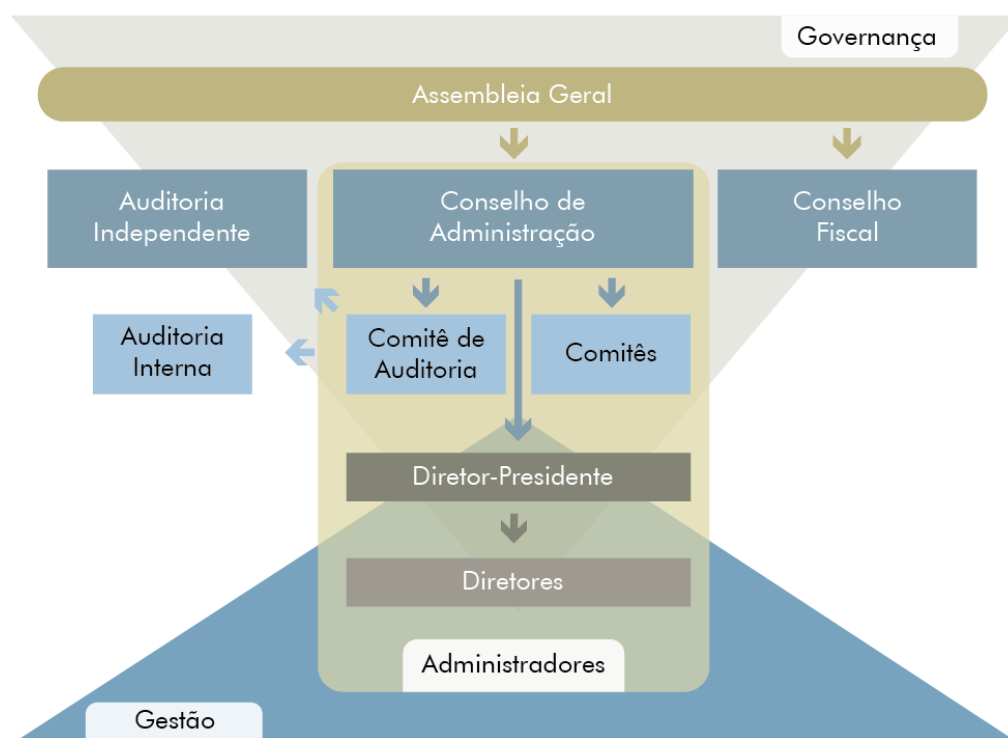 Governança
Assembleia Geral
Auditoria
Independente
Conselho de
Administração
Conselho
Fiscal
Auditoria
Interna
Comitê de
Auditoria
Comitês
Diretor-Presidente
Diretores
Administradores
Gestão